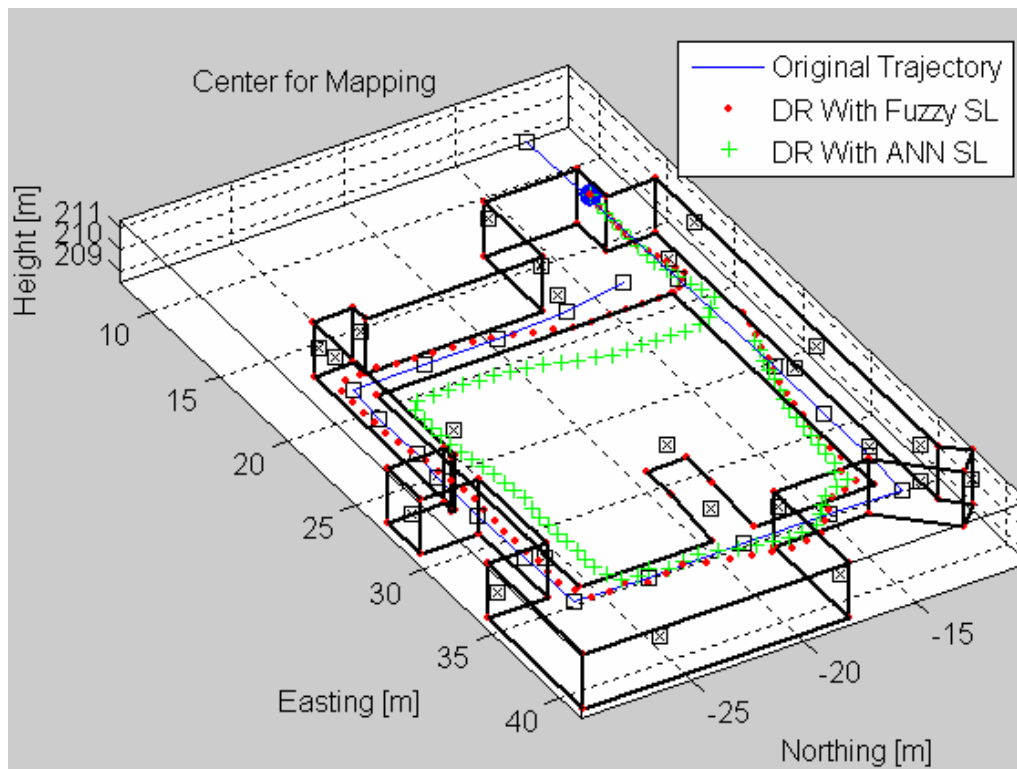 Center for Mapping
Original Trajectory
DR With Fuzzy SL
DR With ANN SL
Height [m]
211
210
209
10
15
20
25
30
35
40
Easting [m]
-25
-20
-15
Northing [m]